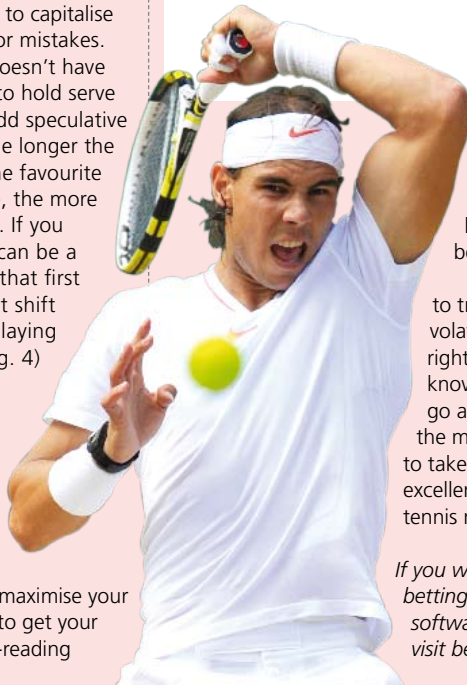 to capitalise
or mistakes.
oesn't have
to hold serve
dd speculative
e longer the
he favourite
, the more
. If you
can be a
that first
t shift
laying
g. 4)
maximise your
to get your
-reading
be
to tr
vola
right
know
go a
the m
to take
excellen
tennis m
If you w
betting
softwa
visit be